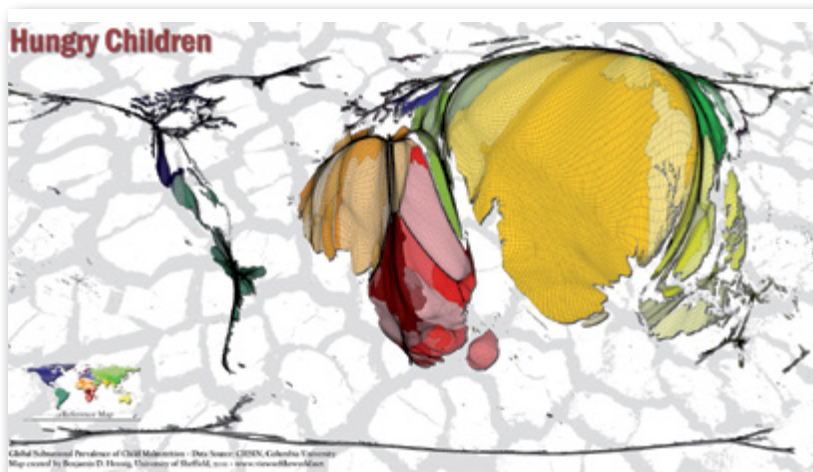 Hungry Children
Reference Map
Global Subnational Prevalence of Child Malnutrition - Data Source: CIESIN, Columbia University
Map created by Benjamin D. Hennig, University of Sheffield, - www.viewsoftheworld.net